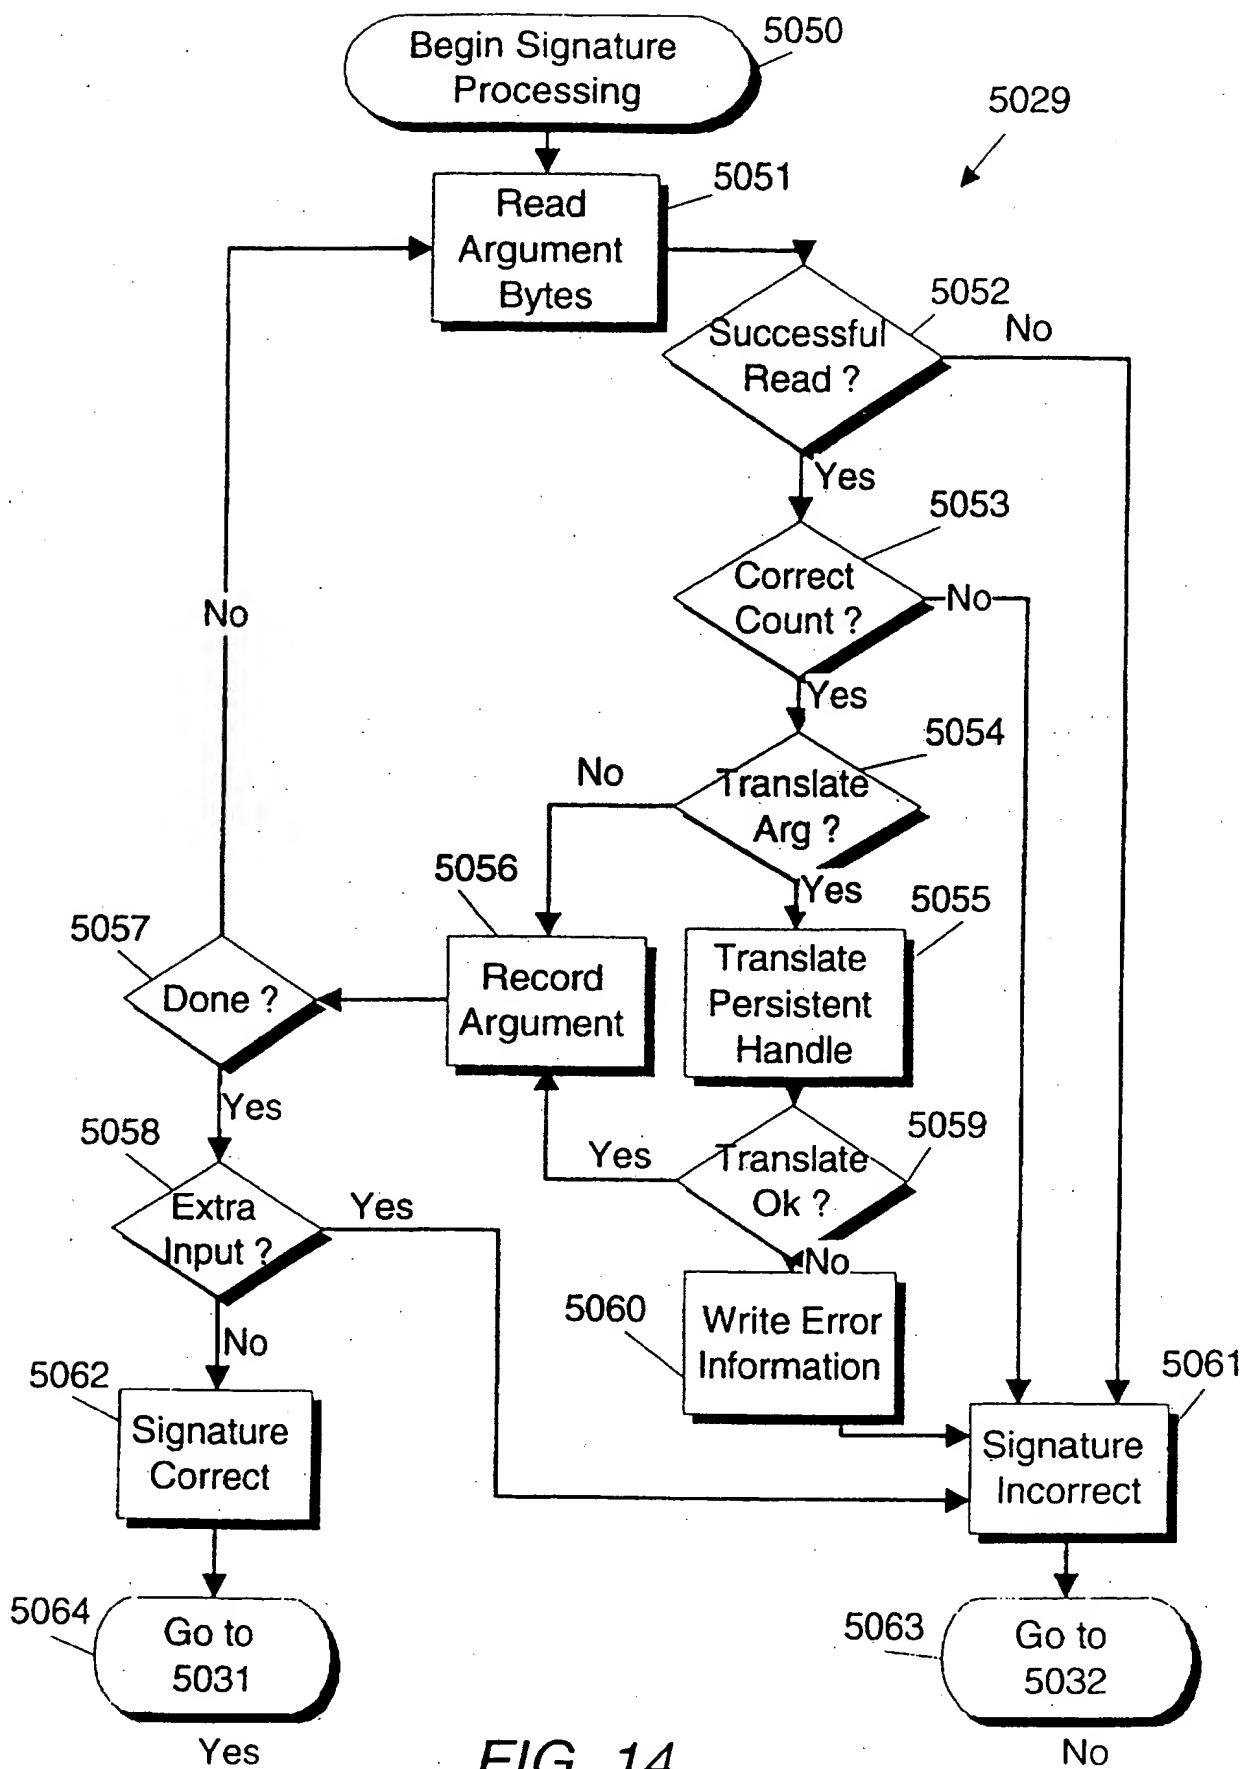 Begin Signature
Processing
5050
5029
Read
Argument
Bytes
5051
Successful
Read ?
5052
No
Yes
Correct
Count ?
5053
No
Yes
Translate
Arg ?
5054
No
Yes
Translate
Persistent
Handle
5055
Record
Argument
5056
Done ?
5057
No
Yes
Translate
Ok ?
5059
Yes
No
Extra
Input ?
5058
Yes
No
Write Error
Information
5060
Signature
Correct
5062
Signature
Incorrect
5061
Go to
5031
5064
Yes
Go to
5032
5063
No
FIG. 14